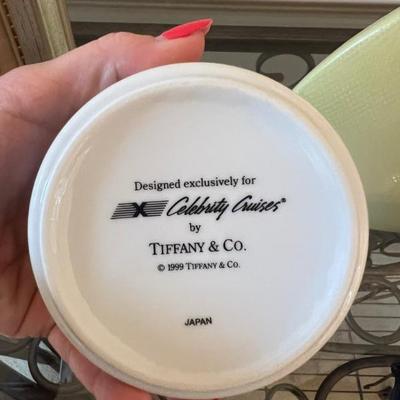 Designed exclusively for
X Celebrity Cruises®
by
TIFFANY & CO.
© 1999 TIFFANY & CO.
JAPAN